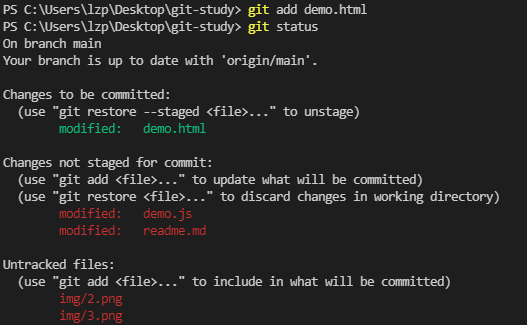 PS C:\Users\lzp\Desktop\git-study> git add demo.html
PS C:\Users\lzp\Desktop\git-study> git status
On branch main
Your branch is up to date with 'origin/main'.

Changes to be committed:
  (use "git restore --staged <file>..." to unstage)
        modified:   demo.html

Changes not staged for commit:
  (use "git add <file>..." to update what will be committed)
  (use "git restore <file>..." to discard changes in working directory)
        modified:   demo.js
        modified:   readme.md

Untracked files:
  (use "git add <file>..." to include in what will be committed)
        img/2.png
        img/3.png